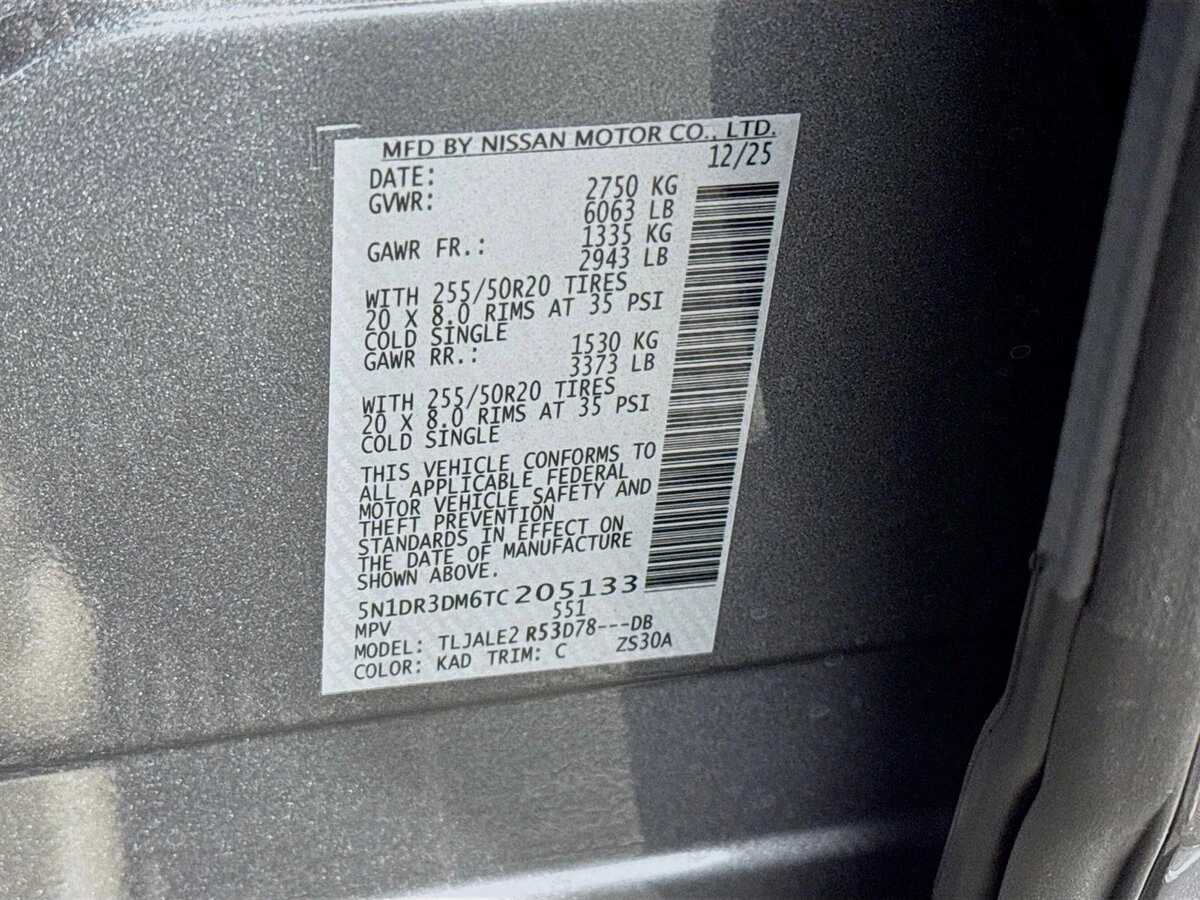 MFD BY NISSAN MOTOR CO., LTD.
DATE: 12/25
GVWR: 2750 KG
6063 LB
GAWR FR.: 1335 KG
2943 LB
WITH 255/50R20 TIRES
20 X 8.0 RIMS AT 35 PSI
COLD SINGLE
GAWR RR.: 1530 KG
3373 LB
WITH 255/50R20 TIRES
20 X 8.0 RIMS AT 35 PSI
COLD SINGLE
THIS VEHICLE CONFORMS TO
ALL APPLICABLE FEDERAL
MOTOR VEHICLE SAFETY AND
THEFT PREVENTION
STANDARDS IN EFFECT ON
THE DATE OF MANUFACTURE
SHOWN ABOVE.
5N1DR3DM6TC205133
MPV 551
MODEL: TLJALE2 R53D78---DB
COLOR: KAD TRIM: C ZS30A